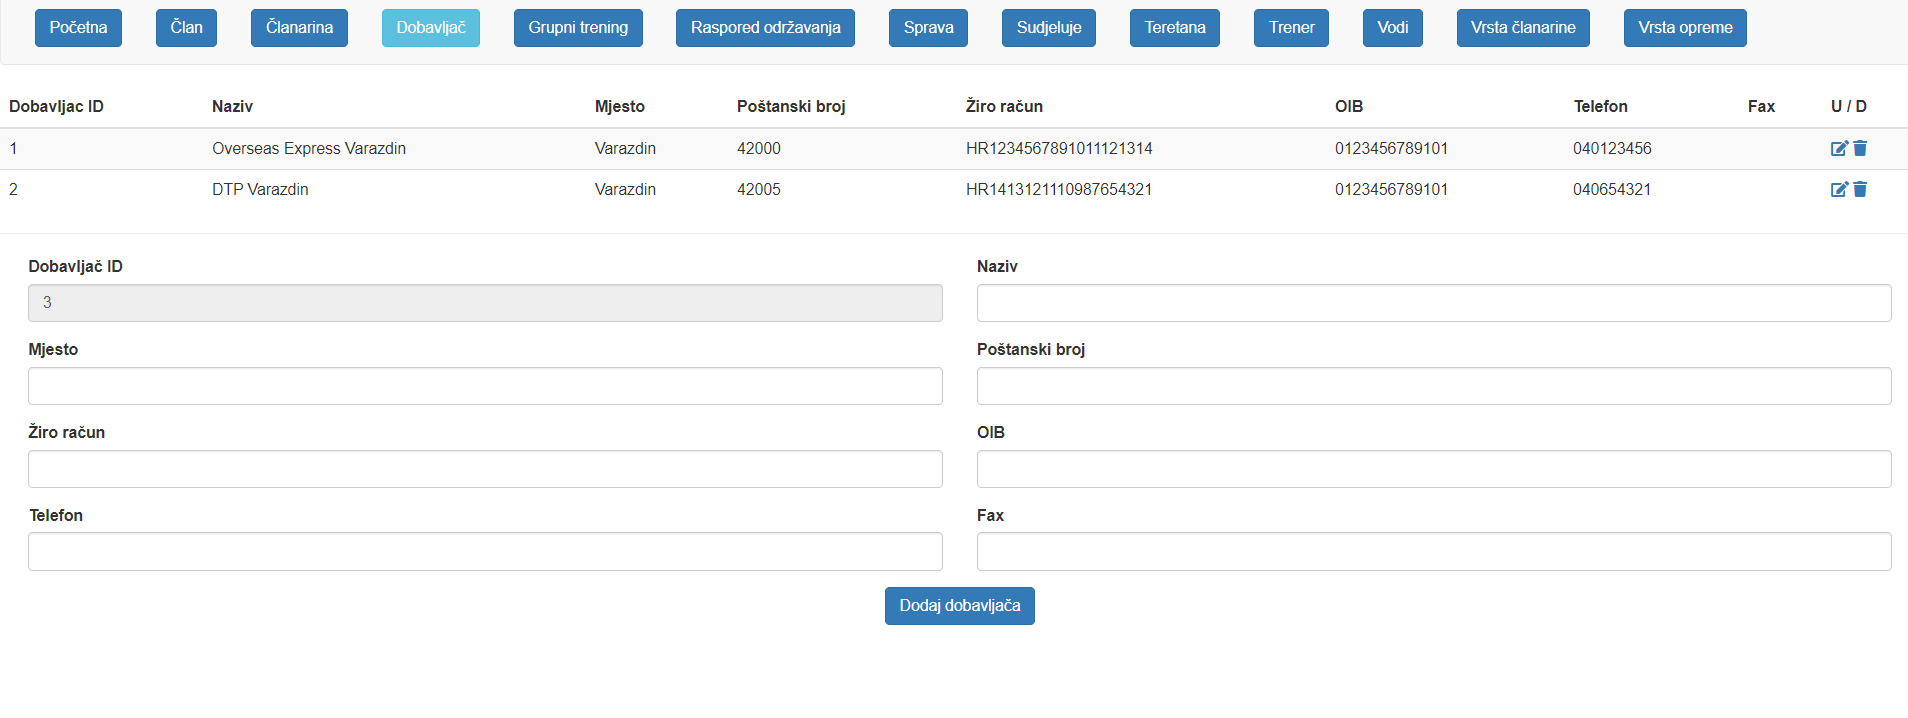 Početna Član Članarina Dobavljač Grupni trening Raspored održavanja Sprava Sudjeluje Teretana Trener Vodi Vrsta članarine Vrsta opreme
Dobavljac ID Naziv Mjesto Poštanski broj Žiro račun OIB Telefon Fax U / D
1 Overseas Express Varazdin Varazdin 42000 HR1234567891011121314 0123456789101 040123456
2 DTP Varazdin Varazdin 42005 HR1413121110987654321 0123456789101 040654321
Dobavljač ID Naziv
3
Mjesto Poštanski broj
Žiro račun OIB
Telefon Fax
Dodaj dobavljača